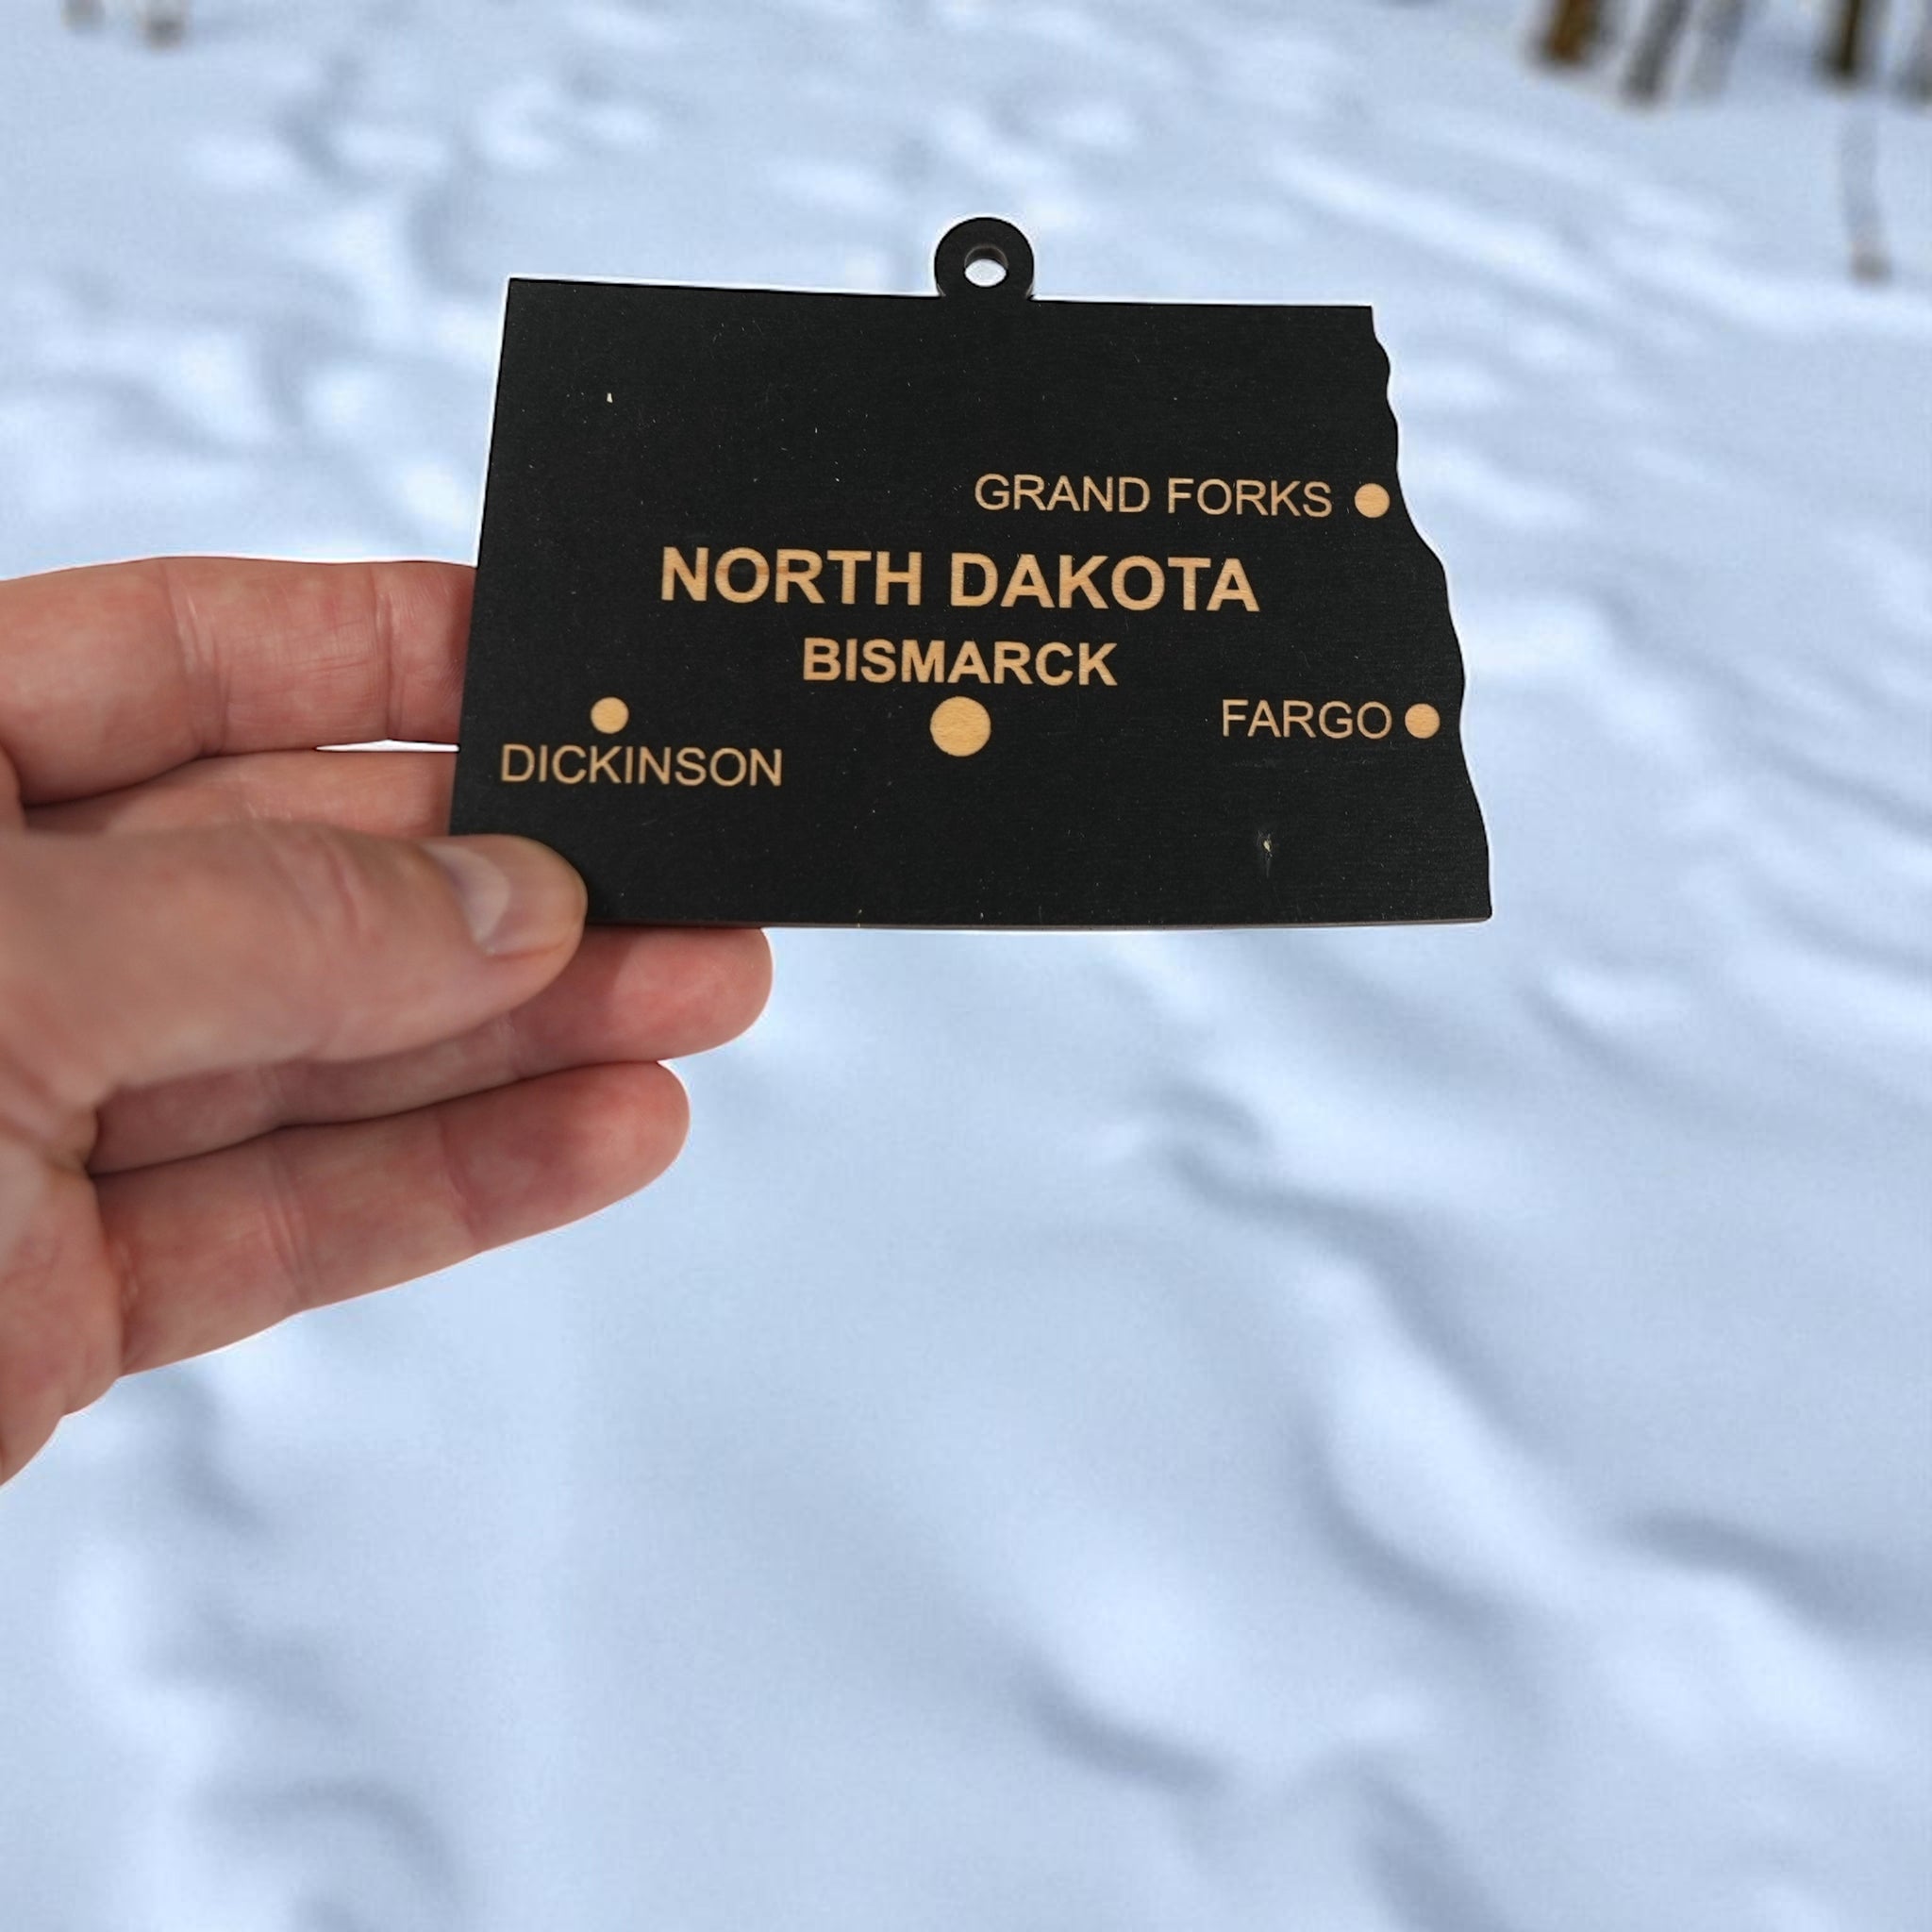 GRAND FORKS
NORTH DAKOTA
BISMARCK
FARGO
DICKINSON